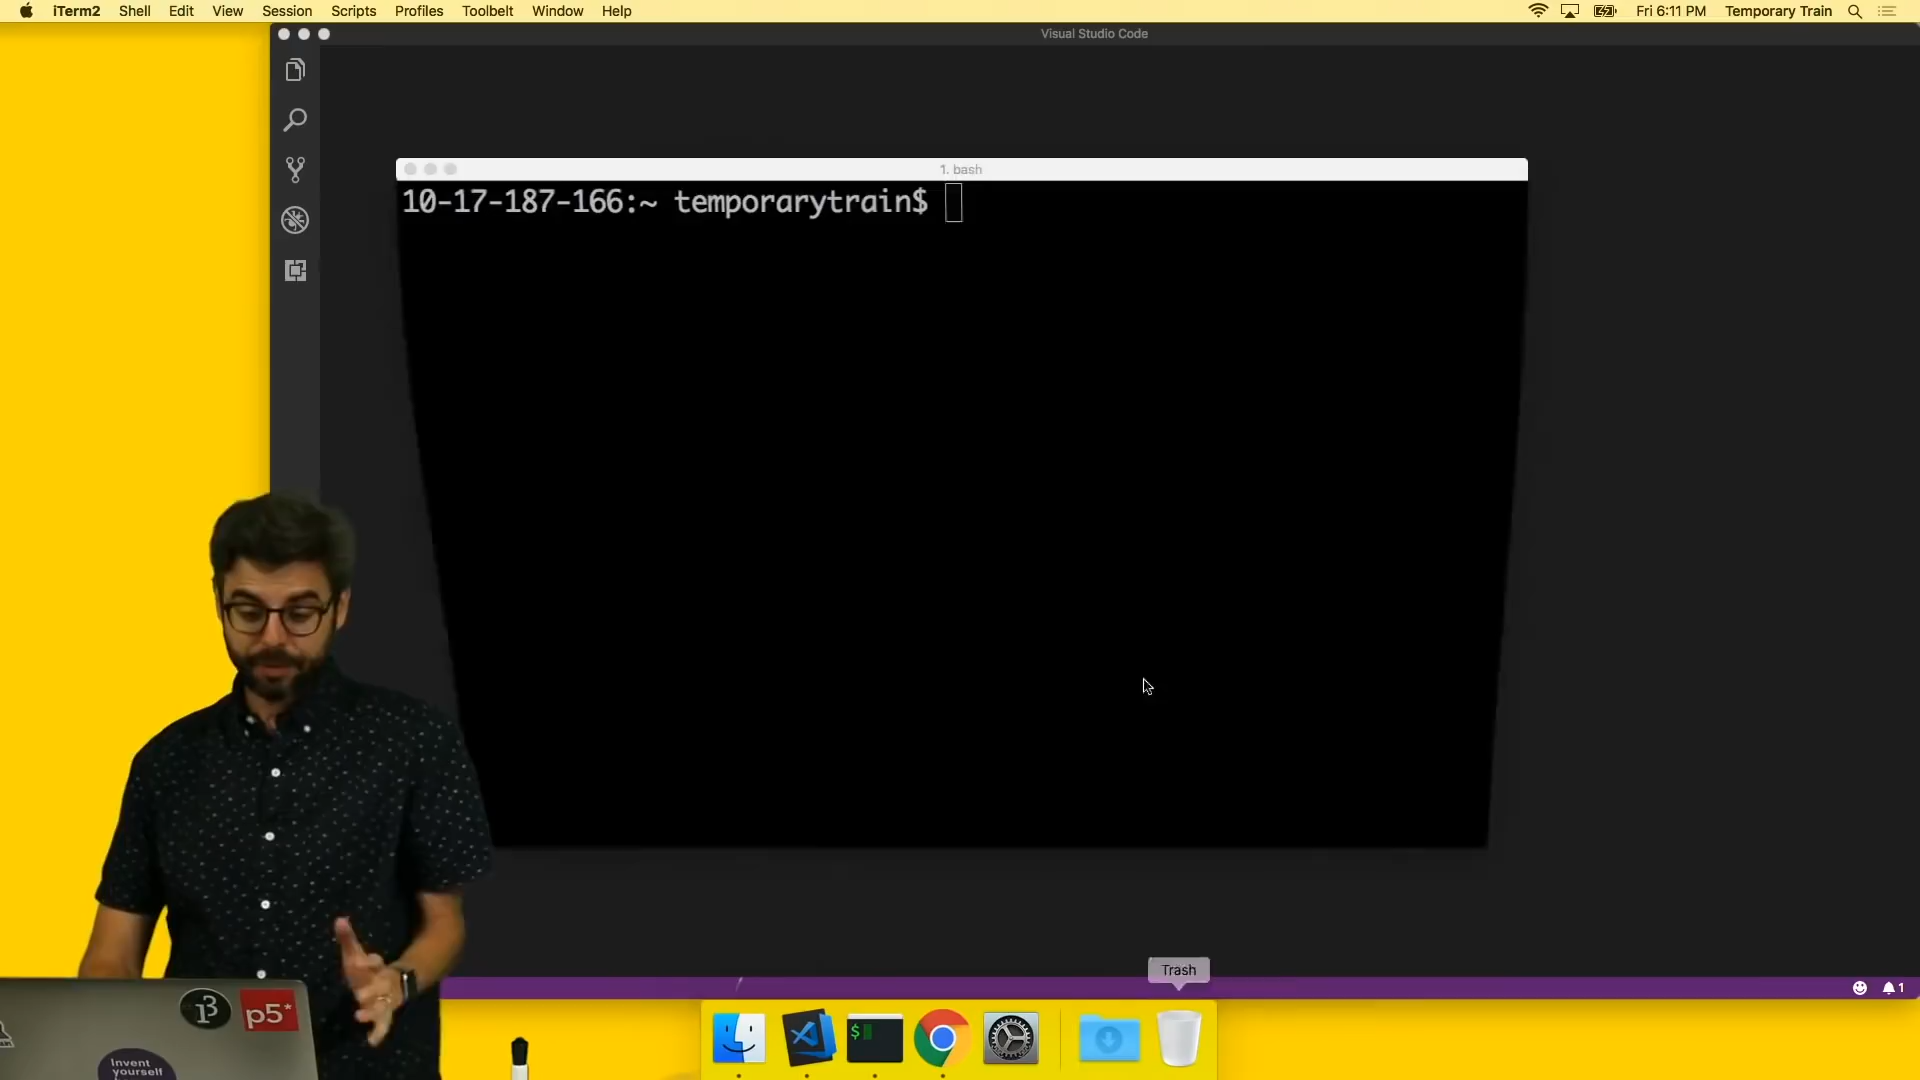 iTerm2 Shell Edit View Session Scripts Profiles Toolbelt Window Help Fri 6:11 PM Temporary Train
Visual Studio Code
1. bash
10-17-187-166:~ temporarytrain$
Trash
1
$
p5*
Invent
yourself